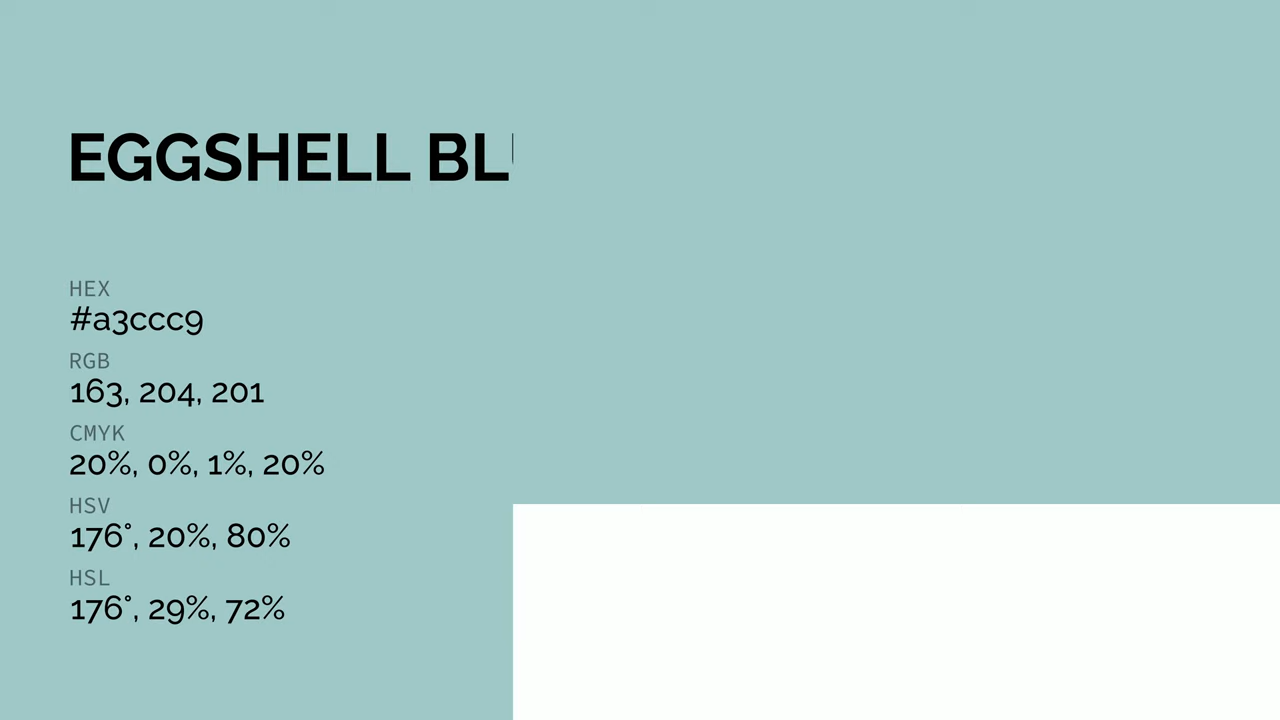 EGGSHELL
HEX
#a3ccc9
RGB
163, 204, 201
CMYK
20%, 0%, 1%, 20%
HSV
176°, 20%, 80%
HSL
176°, 29%, 72%